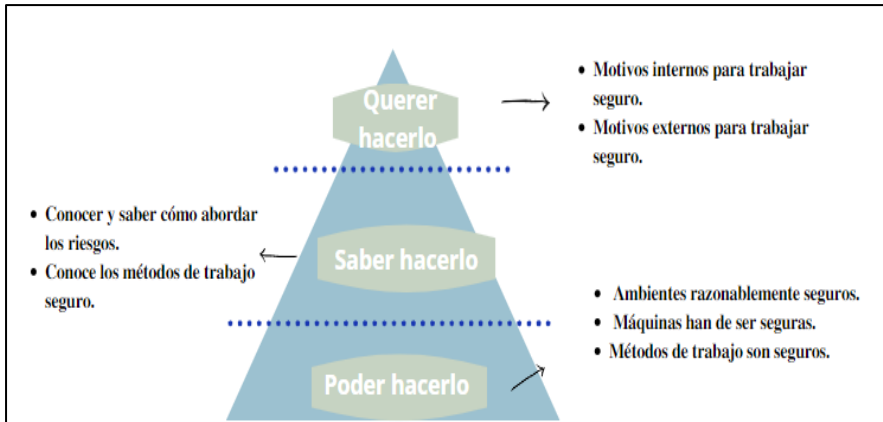 Querer
hacerlo
• Motivos internos para trabajar
seguro.
• Motivos externos para trabajar
seguro.
• Conocer y saber cómo abordar
los riesgos.
• Conoce los métodos de trabajo
seguro.
Saber hacerlo
• Ambientes razonablemente seguros.
• Máquinas han de ser seguras.
• Métodos de trabajo son seguros.
Poder hacerlo